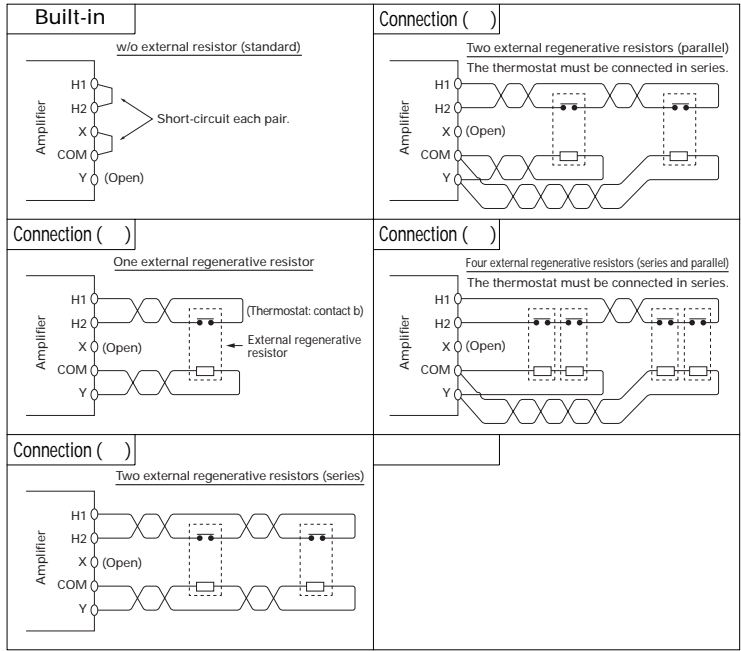 Built-in
w/o external resistor (standard)
H1
H2
X
COM
Y
Amplifier
Short-circuit each pair.
(Open)
Connection (    )
Two external regenerative resistors (parallel)
The thermostat must be connected in series.
H1
H2
X
COM
Y
Amplifier
(Open)
Connection (    )
One external regenerative resistor
H1
H2
X
COM
Y
Amplifier
(Open)
(Thermostat: contact b)
External regenerative
resistor
Connection (    )
Four external regenerative resistors (series and parallel)
The thermostat must be connected in series.
H1
H2
X
COM
Y
Amplifier
(Open)
Connection (    )
Two external regenerative resistors (series)
H1
H2
X
COM
Y
Amplifier
(Open)